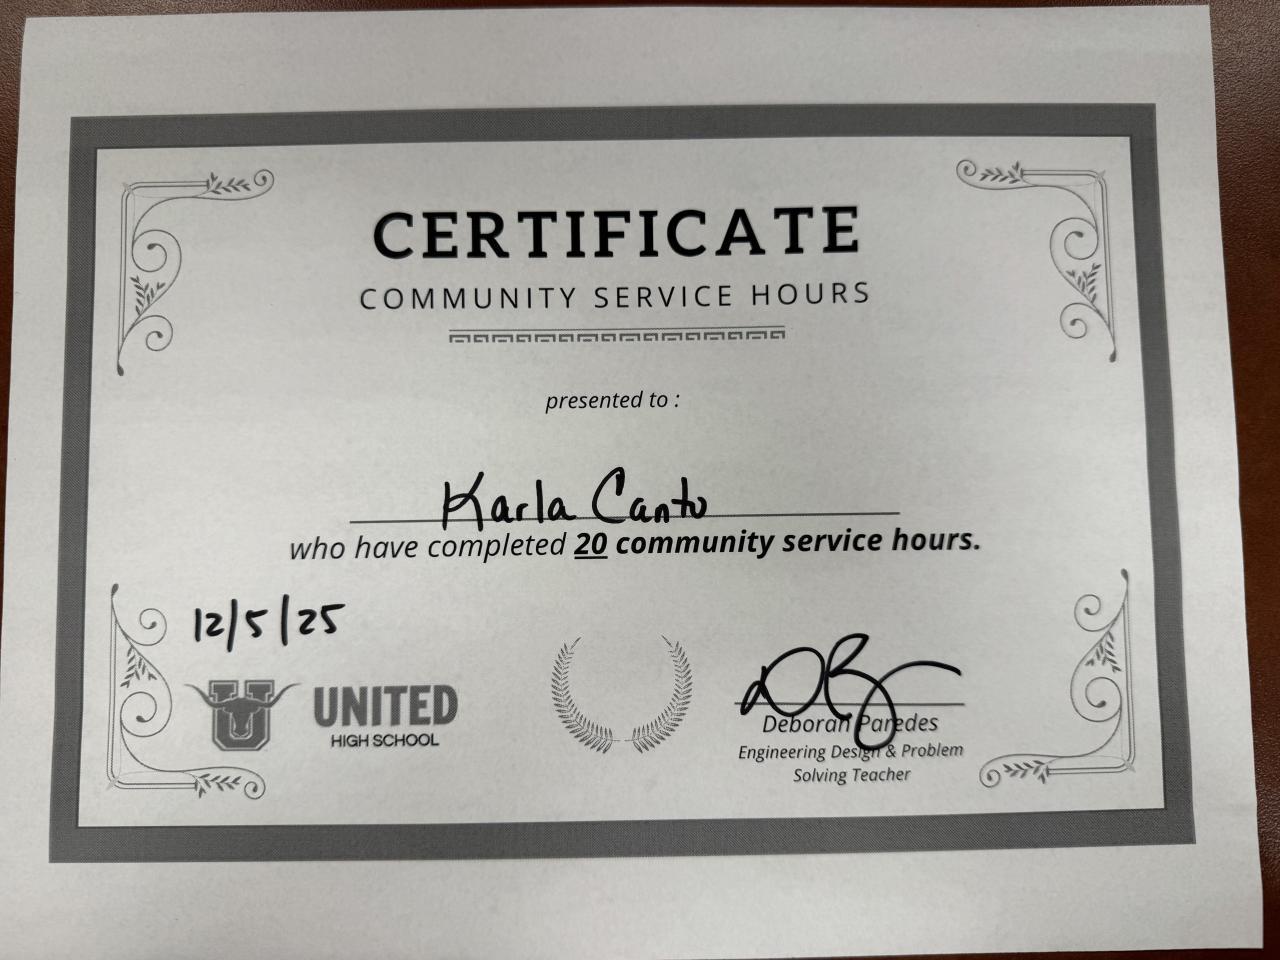 CERTIFICATE
COMMUNITY SERVICE HOURS
presented to :
Karla Cantu
who have completed 20 community service hours.
12/5/25
U UNITED
HIGH SCHOOL
Deborah Paredes
Engineering Design & Problem
Solving Teacher